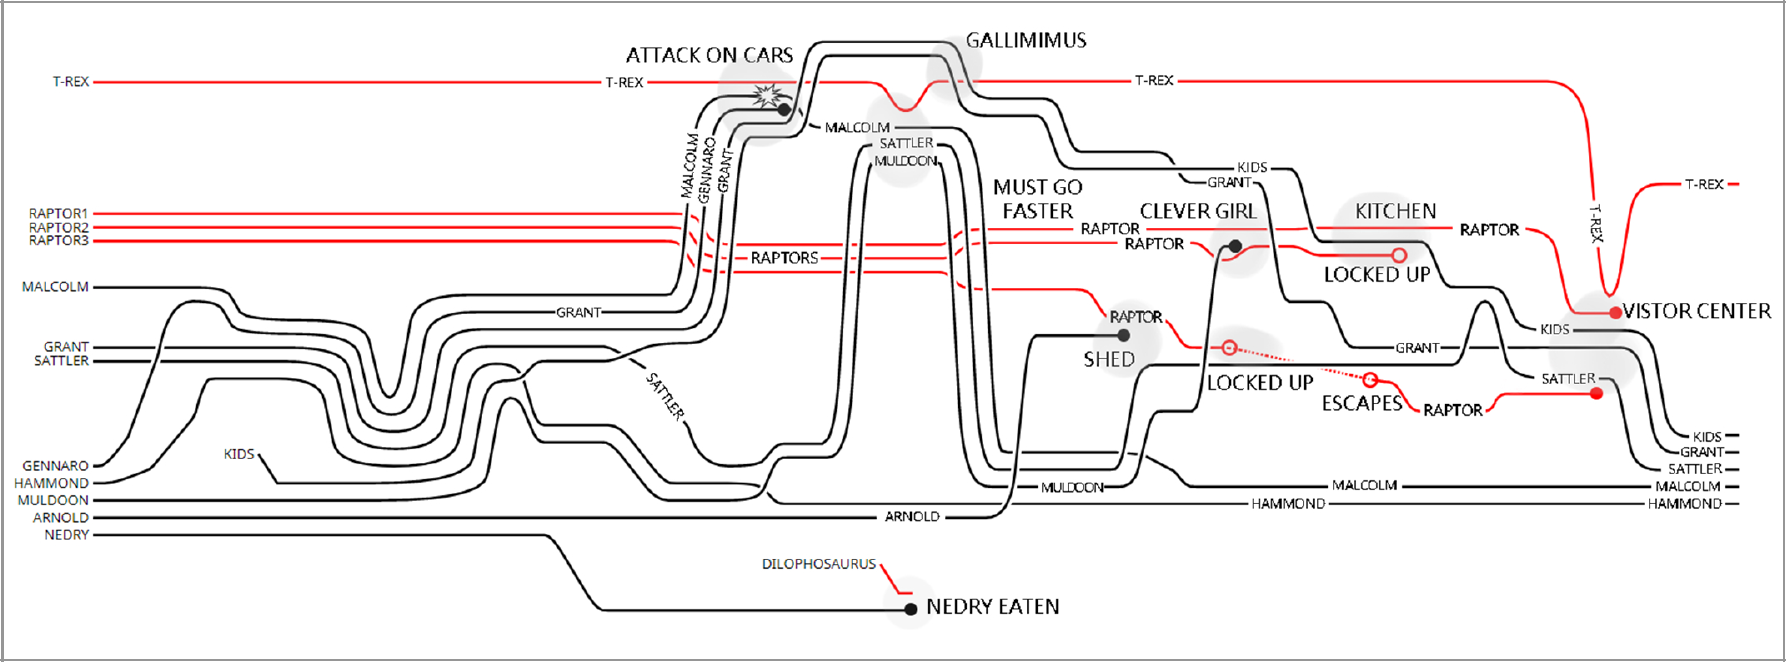 GALLIMIMUS
ATTACK ON CARS
T-REX
T-REX
T-REX
MALCOLM
SATTLER
MULDOON
MALCOLM
GENNARO
GRANT
KIDS
GRANT
T-REX
MUST GO
FASTER
CLEVER GIRL
KITCHEN
RAPTOR1
RAPTOR2
RAPTOR3
RAPTOR
RAPTOR
RAPTOR
T-REX
RAPTORS
LOCKED UP
MALCOLM
GRANT
RAPTOR
VISTOR CENTER
KIDS
GRANT
SATTLER
SHED
GRANT
SATTLER
LOCKED UP
SATTLER
ESCAPES
RAPTOR
KIDS
GRANT
SATTLER
MALCOLM
HAMMOND
KIDS
GENNARO
HAMMOND
MULDOON
ARNOLD
NEDRY
MULDOON
MALCOLM
HAMMOND
ARNOLD
DILOPHOSAURUS
NEDRY EATEN